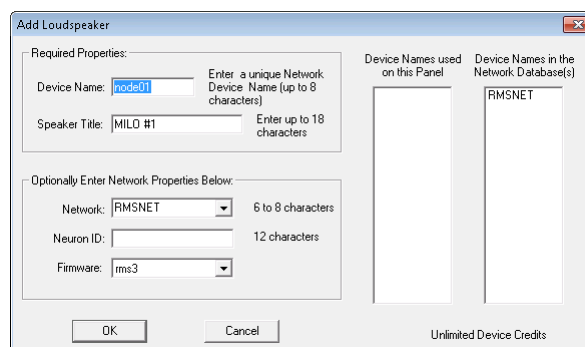 Add Loudspeaker
Required Properties:
Device Name: node01
Enter a unique Network
Device Name (up to 8
characters)
Speaker Title: MILO #1
Enter up to 18
characters
Optionally Enter Network Properties Below:
Network: RMSNET
6 to 8 characters
Neuron ID:
12 characters
Firmware: rms3
OK
Cancel
Device Names used
on this Panel
Device Names in the
Network Database(s)
RMSNET
Unlimited Device Credits